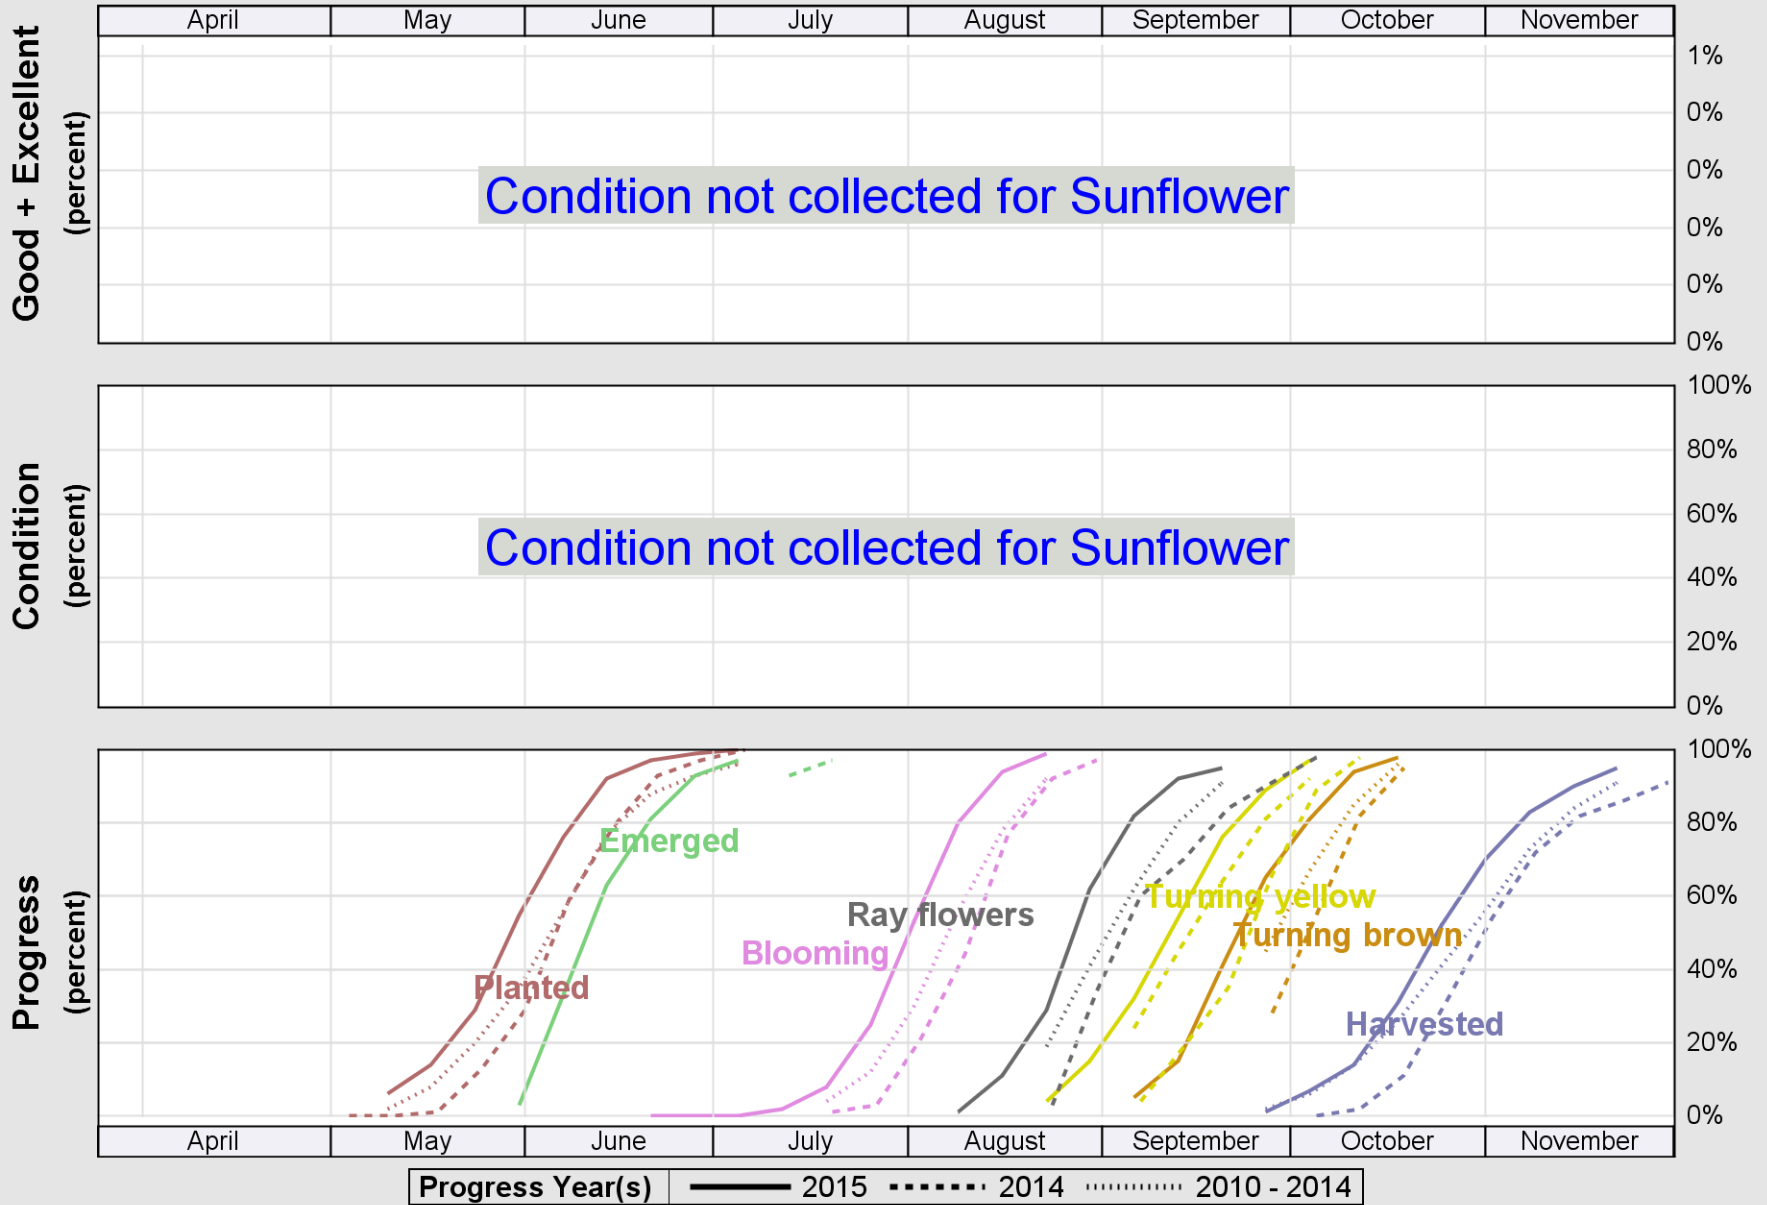 April May June July August September October November
Good + Excellent
(percent)
1%
0%
0%
0%
0%
0%
Condition not collected for Sunflower
Condition
(percent)
100%
80%
60%
40%
20%
0%
Condition not collected for Sunflower
Progress
(percent)
100%
80%
60%
40%
20%
0%
Planted
Emerged
Blooming
Ray flowers
Turning yellow
Turning brown
Harvested
April May June July August September October November
Progress Year(s) 2015 2014 2010 - 2014